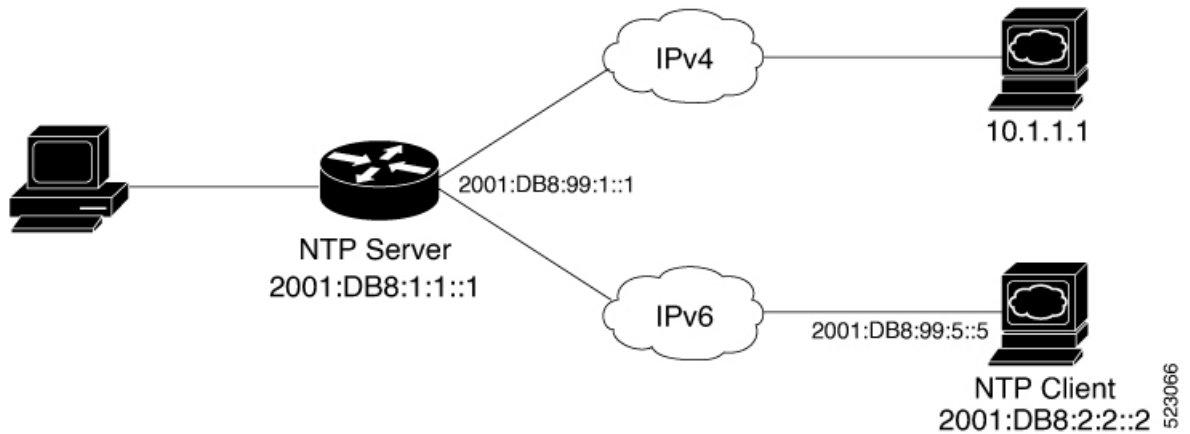 IPv4
10.1.1.1
2001:DB8:99:1::1
NTP Server
2001:DB8:1:1::1
IPv6
2001:DB8:99:5::5
NTP Client
2001:DB8:2:2::2
523066